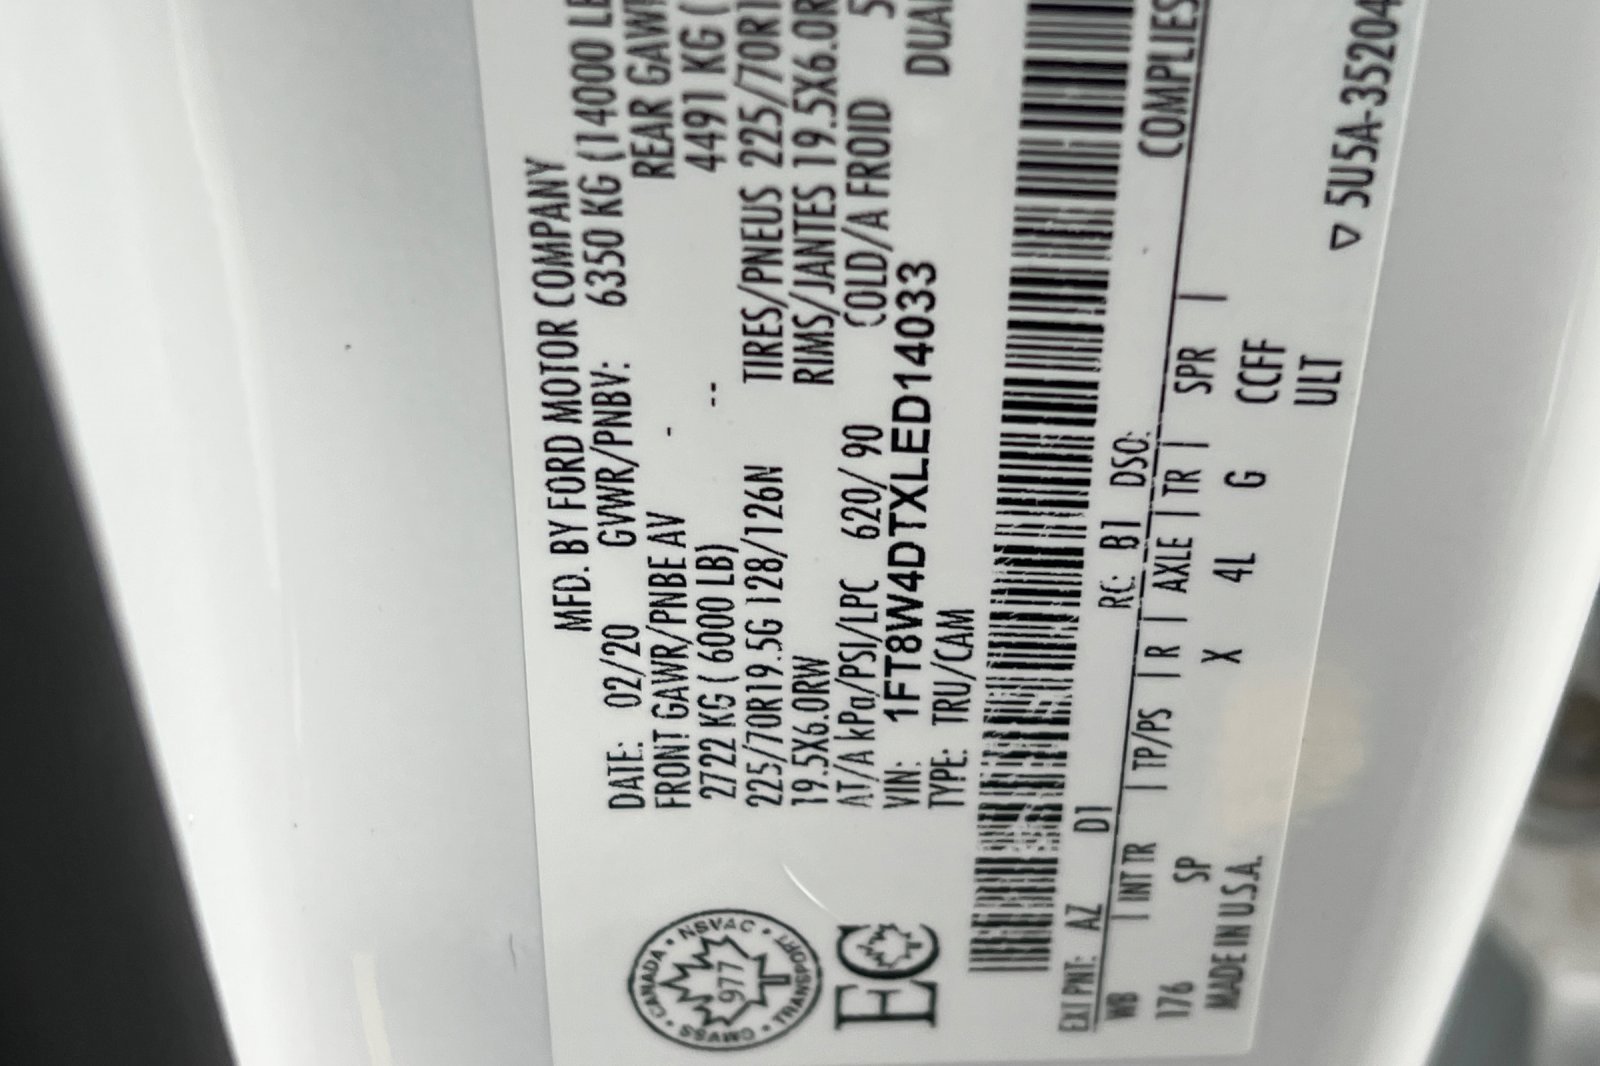 MFD. BY FORD MOTOR COMPANY
DATE: 02/20 GVWR/PNBV: 6350 KG (14000 LB
FRONT GAWR/PNBE AV - REAR GAWR
2722 KG ( 6000 LB) -- 4491 KG (
225/70R19.5G 128/126N TIRES/PNEUS 225/70R1
19.5X6.0RW RIMS/JANTES 19.5X6.0R
AT/A kPa/PSI/LPC 620/ 90 COLD/A FROID 5
VIN: 1FT8W4DTXLED14033 DUAL
TYPE: TRU/CAM
CANADA • NSVAC • TRANSPORT • CMVSS •
977
EC
COMPLIES
EXT PNT: AZ D1 RC: B1 DSO:
WB | INT TR | TP/PS | R | AXLE | TR | SPR |
176 SP X 4L G CCFF
MADE IN U.S.A. ULT
▽ 5U5A-35204